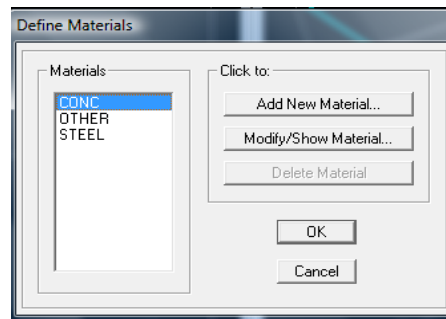 Define Materials
Materials
CONC
OTHER
STEEL
Click to:
Add New Material...
Modify/Show Material...
Delete Material
OK
Cancel